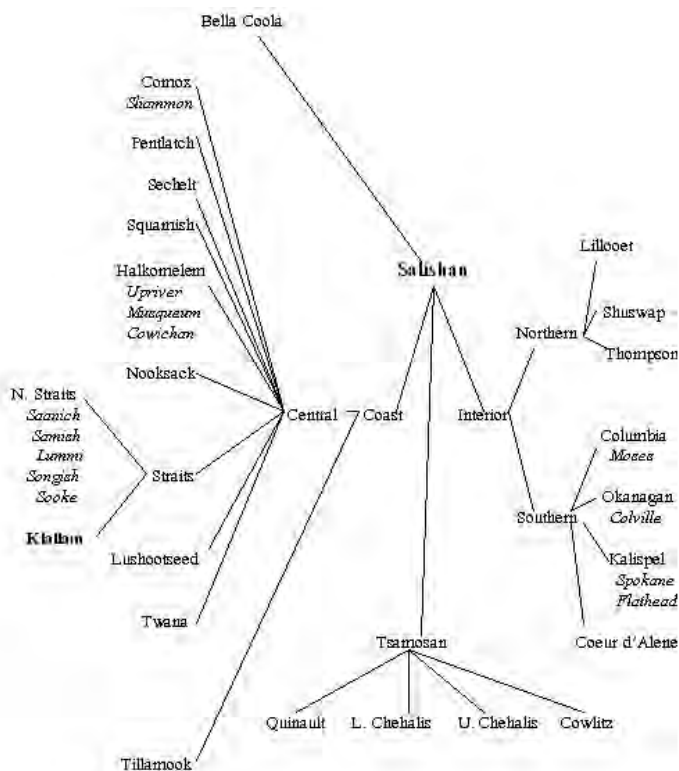 Bella Coola
Comox
Sliammon
Pentlatch
Sechelt
Squamish
Halkomelem
Upriver
Musqueum
Cowichan
Nooksack
N. Straits
Saanich
Samish
Lummi
Songish
Sooke
Klallam
Straits
Lushootseed
Twana
Tillamook
Central
Coast
Salishan
Interior
Northern
Lillooet
Shuswap
Thompson
Southern
Columbia
Moses
Okanagan
Colville
Kalispel
Spokane
Flathead
Coeur d'Alene
Tsamosan
Quinault
L. Chehalis
U. Chehalis
Cowlitz